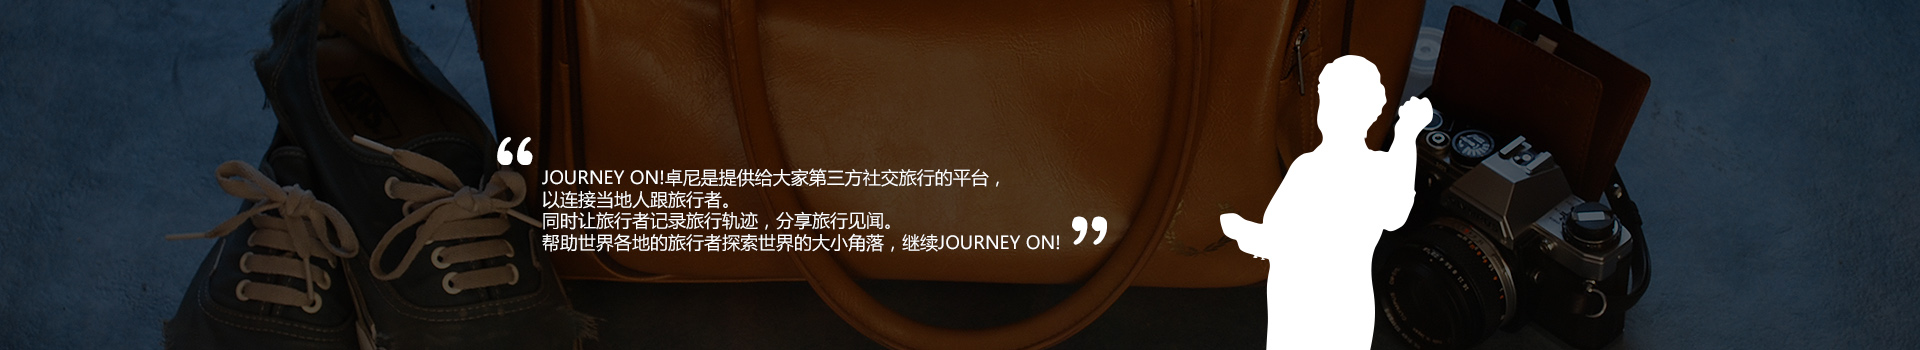 “
JOURNEY ON!卓尼是提供给大家第三方社交旅行的平台，
以连接当地人跟旅行者。
同时让旅行者记录旅行轨迹，分享旅行见闻。
帮助世界各地的旅行者探索世界的大小角落，继续JOURNEY ON!
”